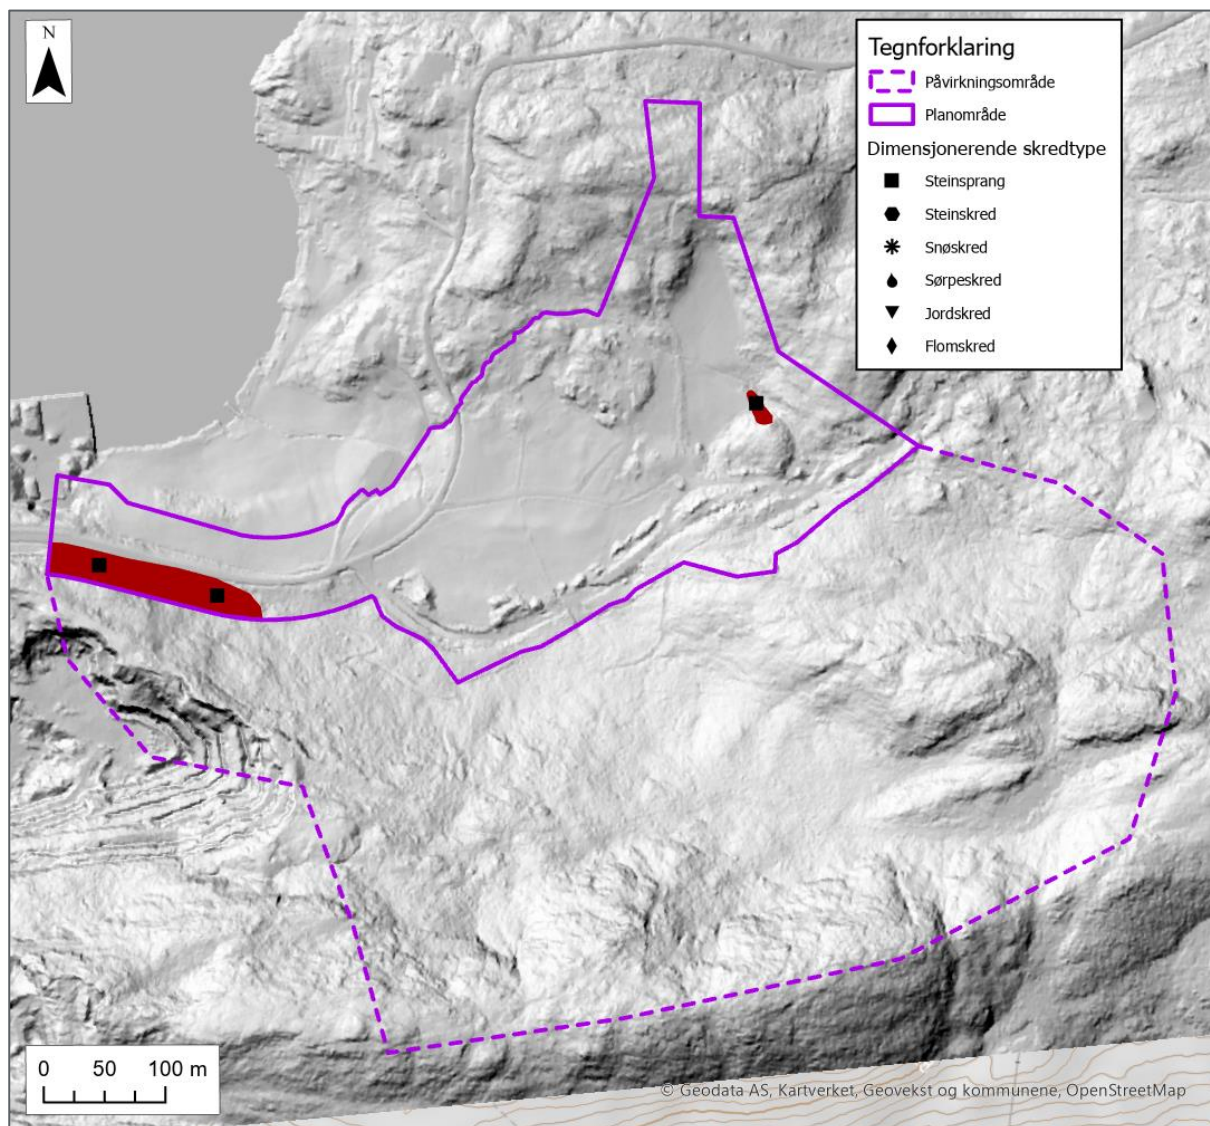 N
Tegnforklaring
Påvirkningsområde
Planområde
Dimensjonerende skredtype
Steinsprang
Steinskred
Snøskred
Sørpeskred
Jordskred
Flomskred
0 50 100 m
© Geodata AS, Kartverket, Geovekst og kommunene, OpenStreetMap